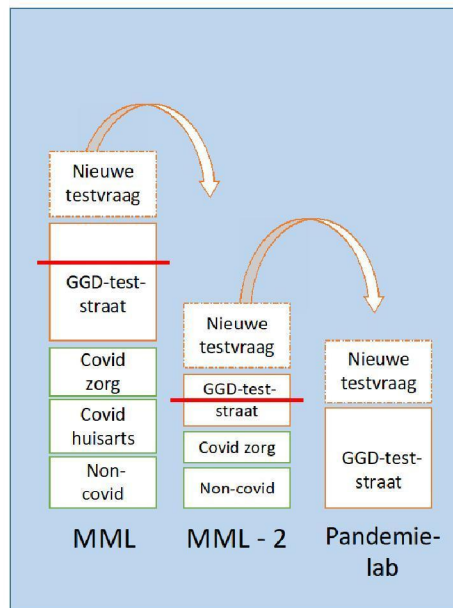 Nieuwe
testvraag
GGD-test-
straat
Covid
zorg
Covid
huisarts
Non-
covid
MML
Nieuwe
testvraag
GGD-test-
straat
Covid zorg
Non-covid
MML - 2
Nieuwe
testvraag
GGD-test-
straat
Pandemie-
lab